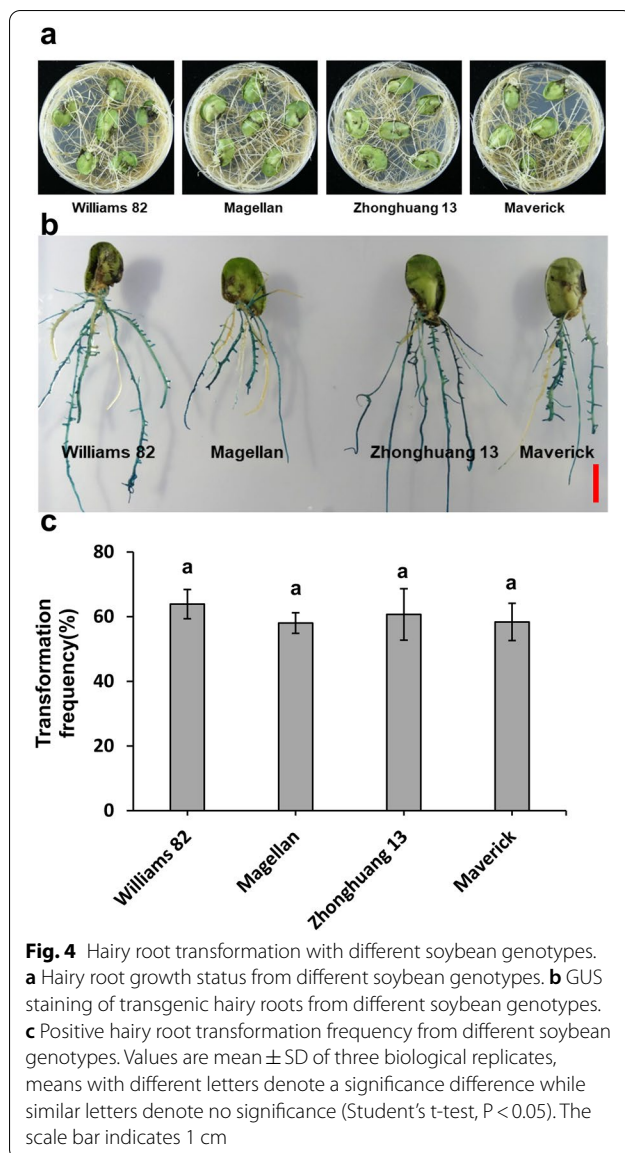 a
Williams 82 Magellan Zhonghuang 13 Maverick
b
Williams 82 Magellan Zhonghuang 13 Maverick
c
Transformation
frequency(%)
80
60
40
20
0
a a a a
Williams 82 Magellan Zhonghuang 13 Maverick
Fig. 4 Hairy root transformation with different soybean genotypes.
a Hairy root growth status from different soybean genotypes. b GUS
staining of transgenic hairy roots from different soybean genotypes.
c Positive hairy root transformation frequency from different soybean
genotypes. Values are mean ± SD of three biological replicates,
means with different letters denote a significance difference while
similar letters denote no significance (Student's t-test, P < 0.05). The
scale bar indicates 1 cm